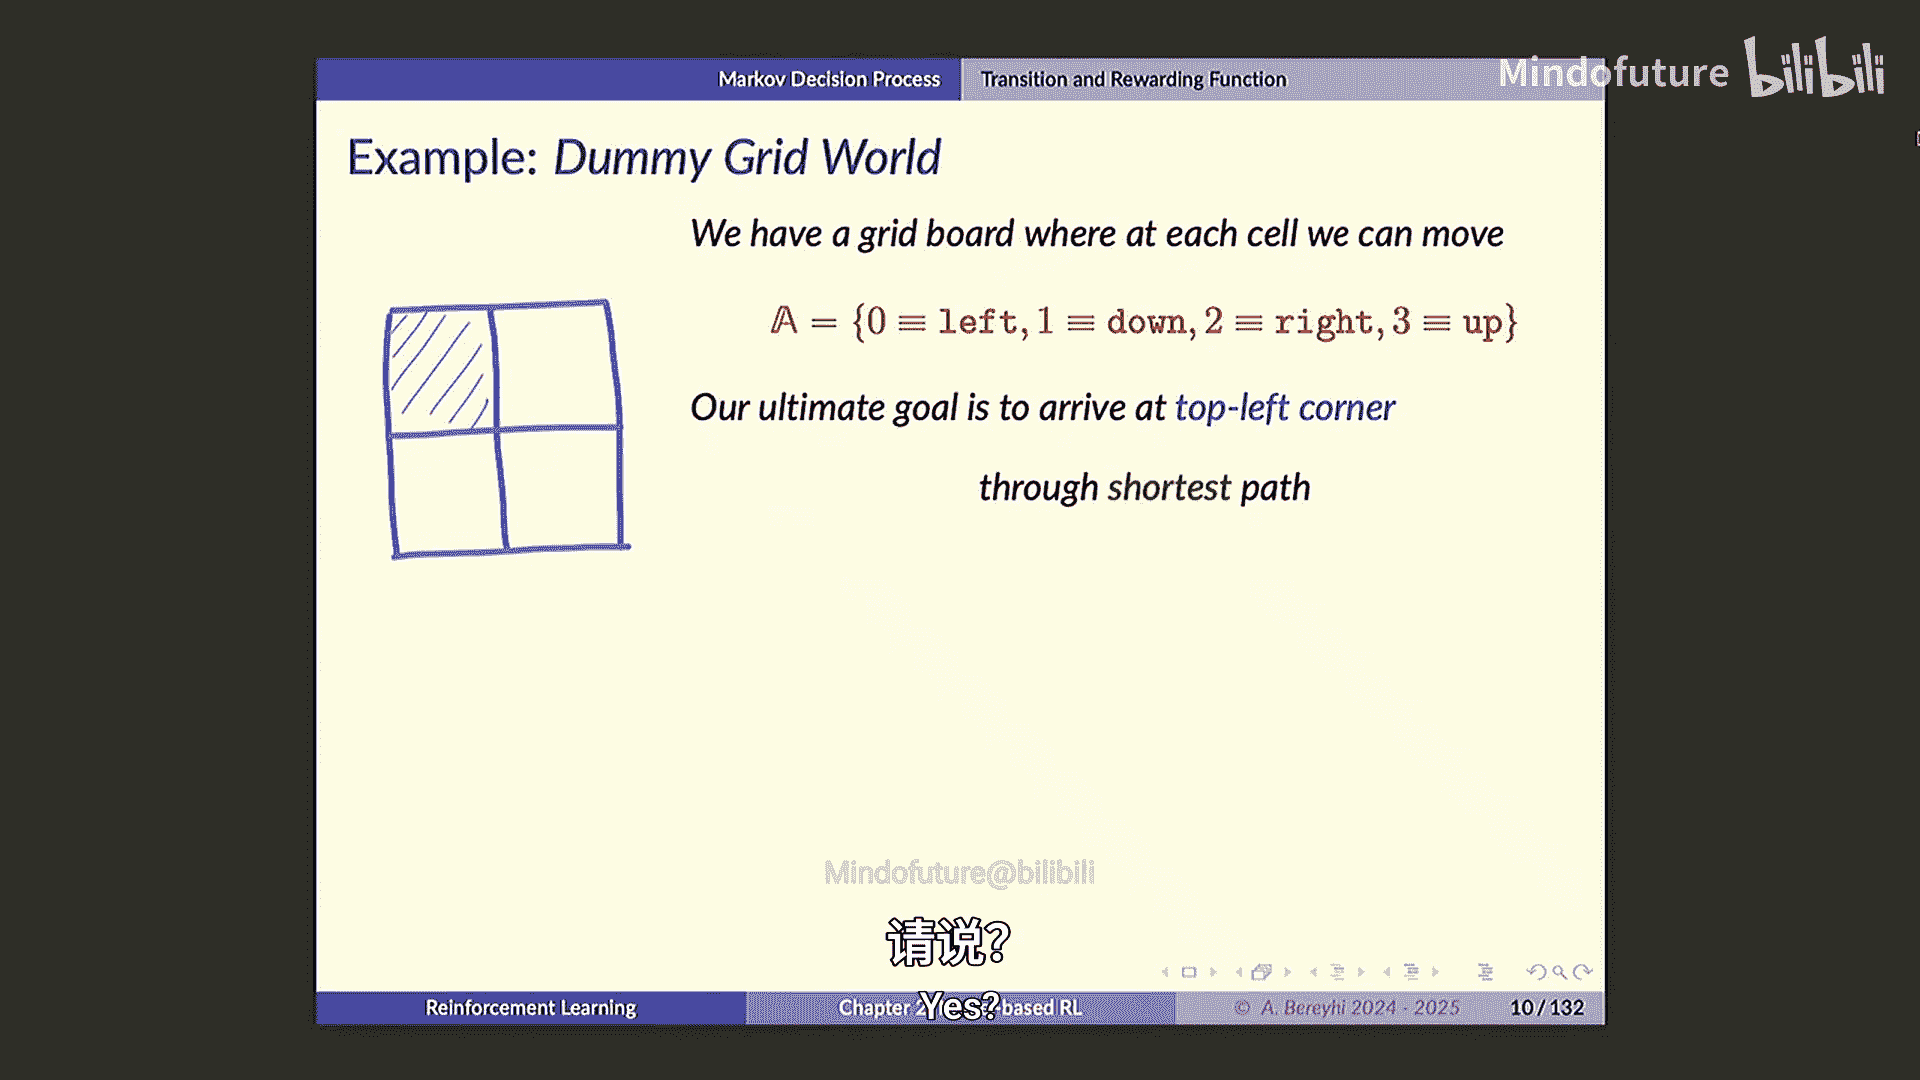 Markov Decision Process
Transition and Rewarding Function
Mindofuture bilibili
Example: Dummy Grid World
We have a grid board where at each cell we can move
𝔸 = {0 ≡ left, 1 ≡ down, 2 ≡ right, 3 ≡ up}
Our ultimate goal is to arrive at top-left corner
through shortest path
Mindofuture@bilibili
请说?
Yes?
Reinforcement Learning
Chapter 2 -based RL
© A. Bereyhi 2024 - 2025
10 / 132